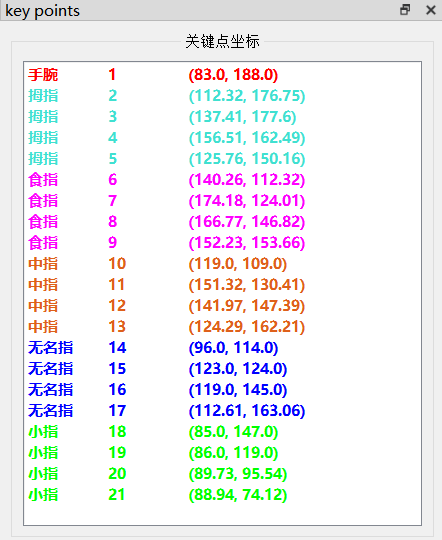 key points
关键点坐标
手腕 1 (83.0, 188.0)
拇指 2 (112.32, 176.75)
拇指 3 (137.41, 177.6)
拇指 4 (156.51, 162.49)
拇指 5 (125.76, 150.16)
食指 6 (140.26, 112.32)
食指 7 (174.18, 124.01)
食指 8 (166.77, 146.82)
食指 9 (152.23, 153.66)
中指 10 (119.0, 109.0)
中指 11 (151.32, 130.41)
中指 12 (141.97, 147.39)
中指 13 (124.29, 162.21)
无名指 14 (96.0, 114.0)
无名指 15 (123.0, 124.0)
无名指 16 (119.0, 145.0)
无名指 17 (112.61, 163.06)
小指 18 (85.0, 147.0)
小指 19 (86.0, 119.0)
小指 20 (89.73, 95.54)
小指 21 (88.94, 74.12)